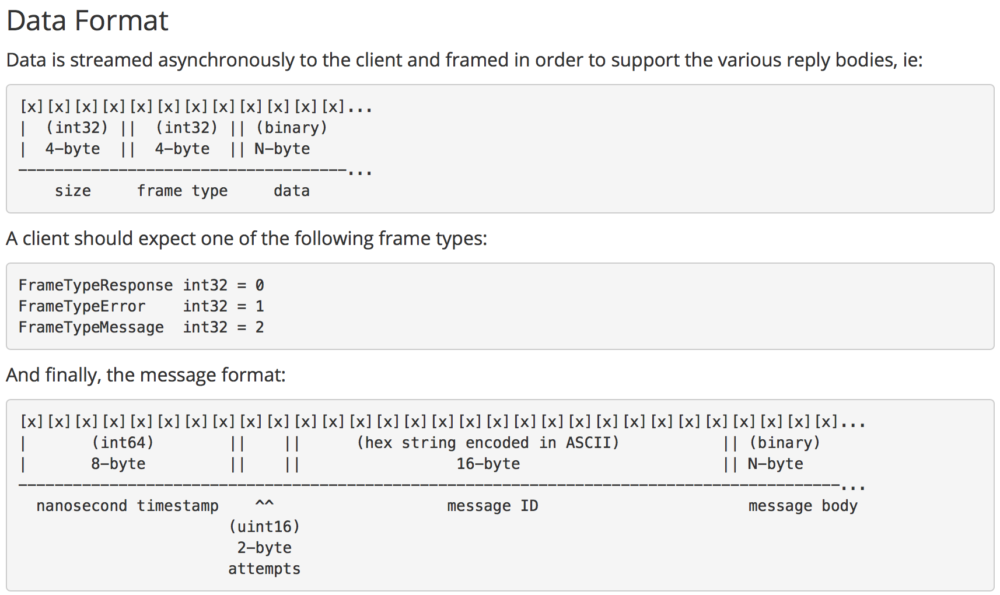 Data Format
Data is streamed asynchronously to the client and framed in order to support the various reply bodies, ie:
[x][x][x][x][x][x][x][x][x][x][x][x]...
|  (int32) ||  (int32) || (binary)
|  4-byte  ||  4-byte  || N-byte
------------------------------------...
    size     frame type     data
A client should expect one of the following frame types:
FrameTypeResponse int32 = 0
FrameTypeError    int32 = 1
FrameTypeMessage  int32 = 2
And finally, the message format:
[x][x][x][x][x][x][x][x][x][x][x][x][x][x][x][x][x][x][x][x][x][x][x][x][x][x][x][x][x][x]...
|       (int64)        ||    ||      (hex string encoded in ASCII)           || (binary)
|       8-byte         ||    ||                 16-byte                      || N-byte
------------------------------------------------------------------------------------------...
  nanosecond timestamp    ^^                   message ID                       message body
                       (uint16)
                        2-byte
                       attempts